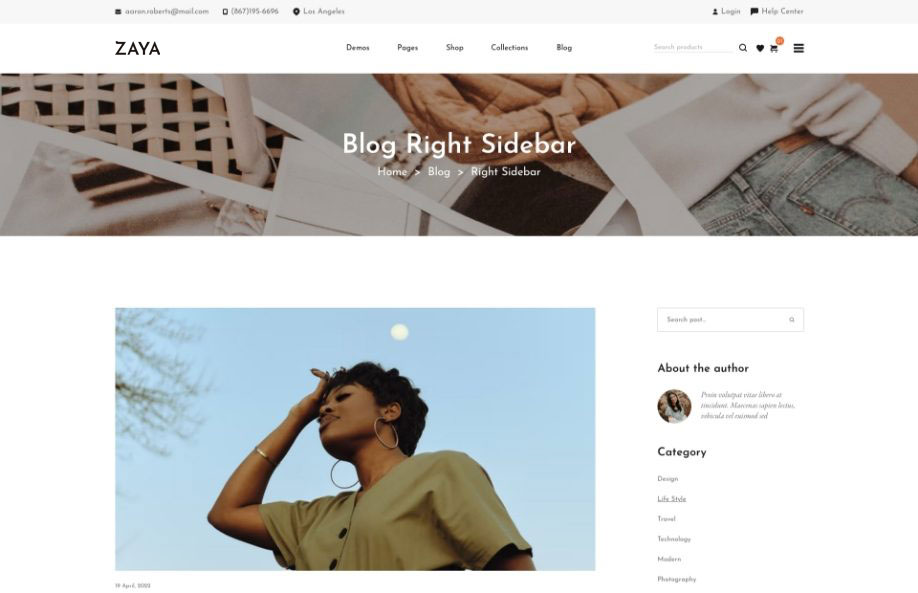 aaron.roberts@mail.com (867)195-6696 Los Angeles Login Help Center
ZAYA Demos Pages Shop Collections Blog Search products
Blog Right Sidebar
Home > Blog > Right Sidebar
Search post..
About the author
Proin volutpat vitae libero at
tincidunt. Maecenas sapien lectus,
vehicula vel euismod sed
Category
Design
Life Style
Travel
Technology
Modern
Photography
19 April, 2022